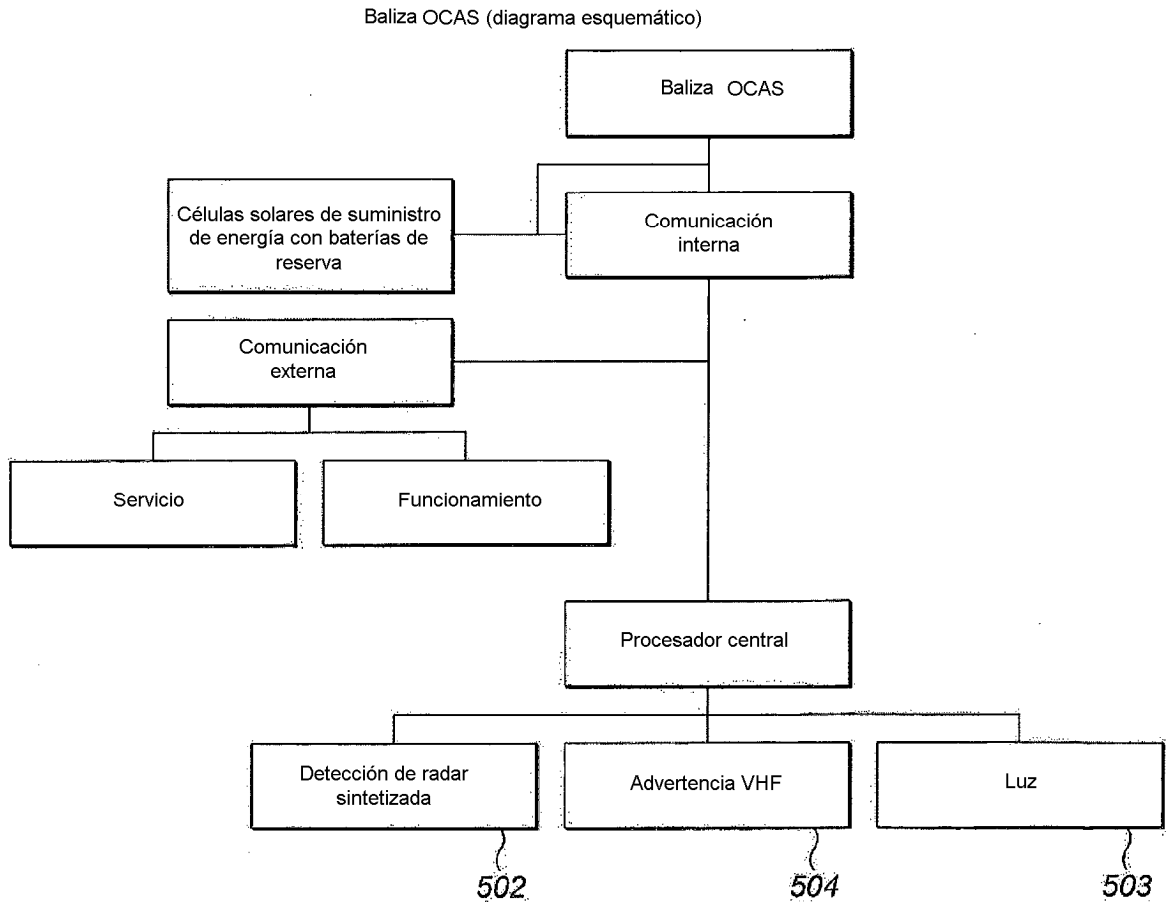 Baliza OCAS (diagrama esquemático)
Baliza OCAS
Células solares de suministro
de energía con baterías de
reserva
Comunicación
interna
Comunicación
externa
Servicio
Funcionamiento
Procesador central
Detección de radar
sintetizada
Advertencia VHF
Luz
502
504
503